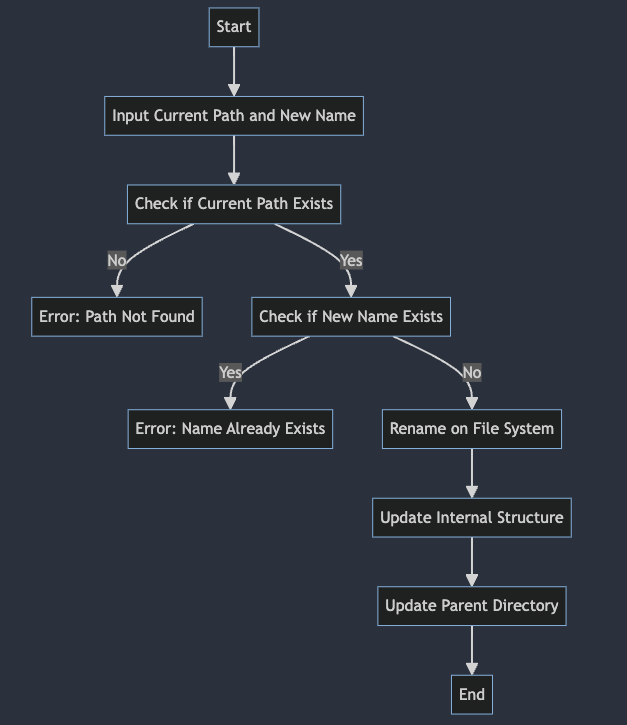 Start
Input Current Path and New Name
Check if Current Path Exists
No
Yes
Error: Path Not Found
Check if New Name Exists
Yes
No
Error: Name Already Exists
Rename on File System
Update Internal Structure
Update Parent Directory
End